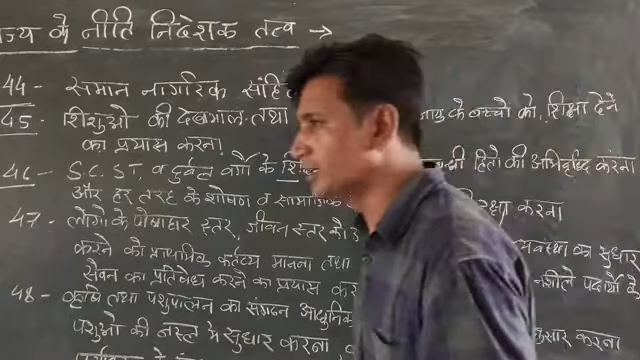 ज्य के नीति निदेशक तत्व →
44- समान नागरिक संहि
45. शिशुओं की देखभाल तथा आयु के बच्चों को, शिक्षा देने
का प्रयास करना।
46- S.C. S.T. व दुर्बल वर्गों के शि हितों की अभिवृद्धि करना
और हर तरह के शोषण व सामाजिक करना
47- लोगों के पोषाहार स्तर, जीवन स्तर को का सुधार
करने को प्राथमिक कर्तव्य मानना तथा
सेवन का प्रतिषेध करने का प्रयास कर नशीले पदार्थों के
48- कृषि तथा पशुपालन का संगठन आधुनि
पशुओं की नस्ल में सुधार करना अनुसार करना